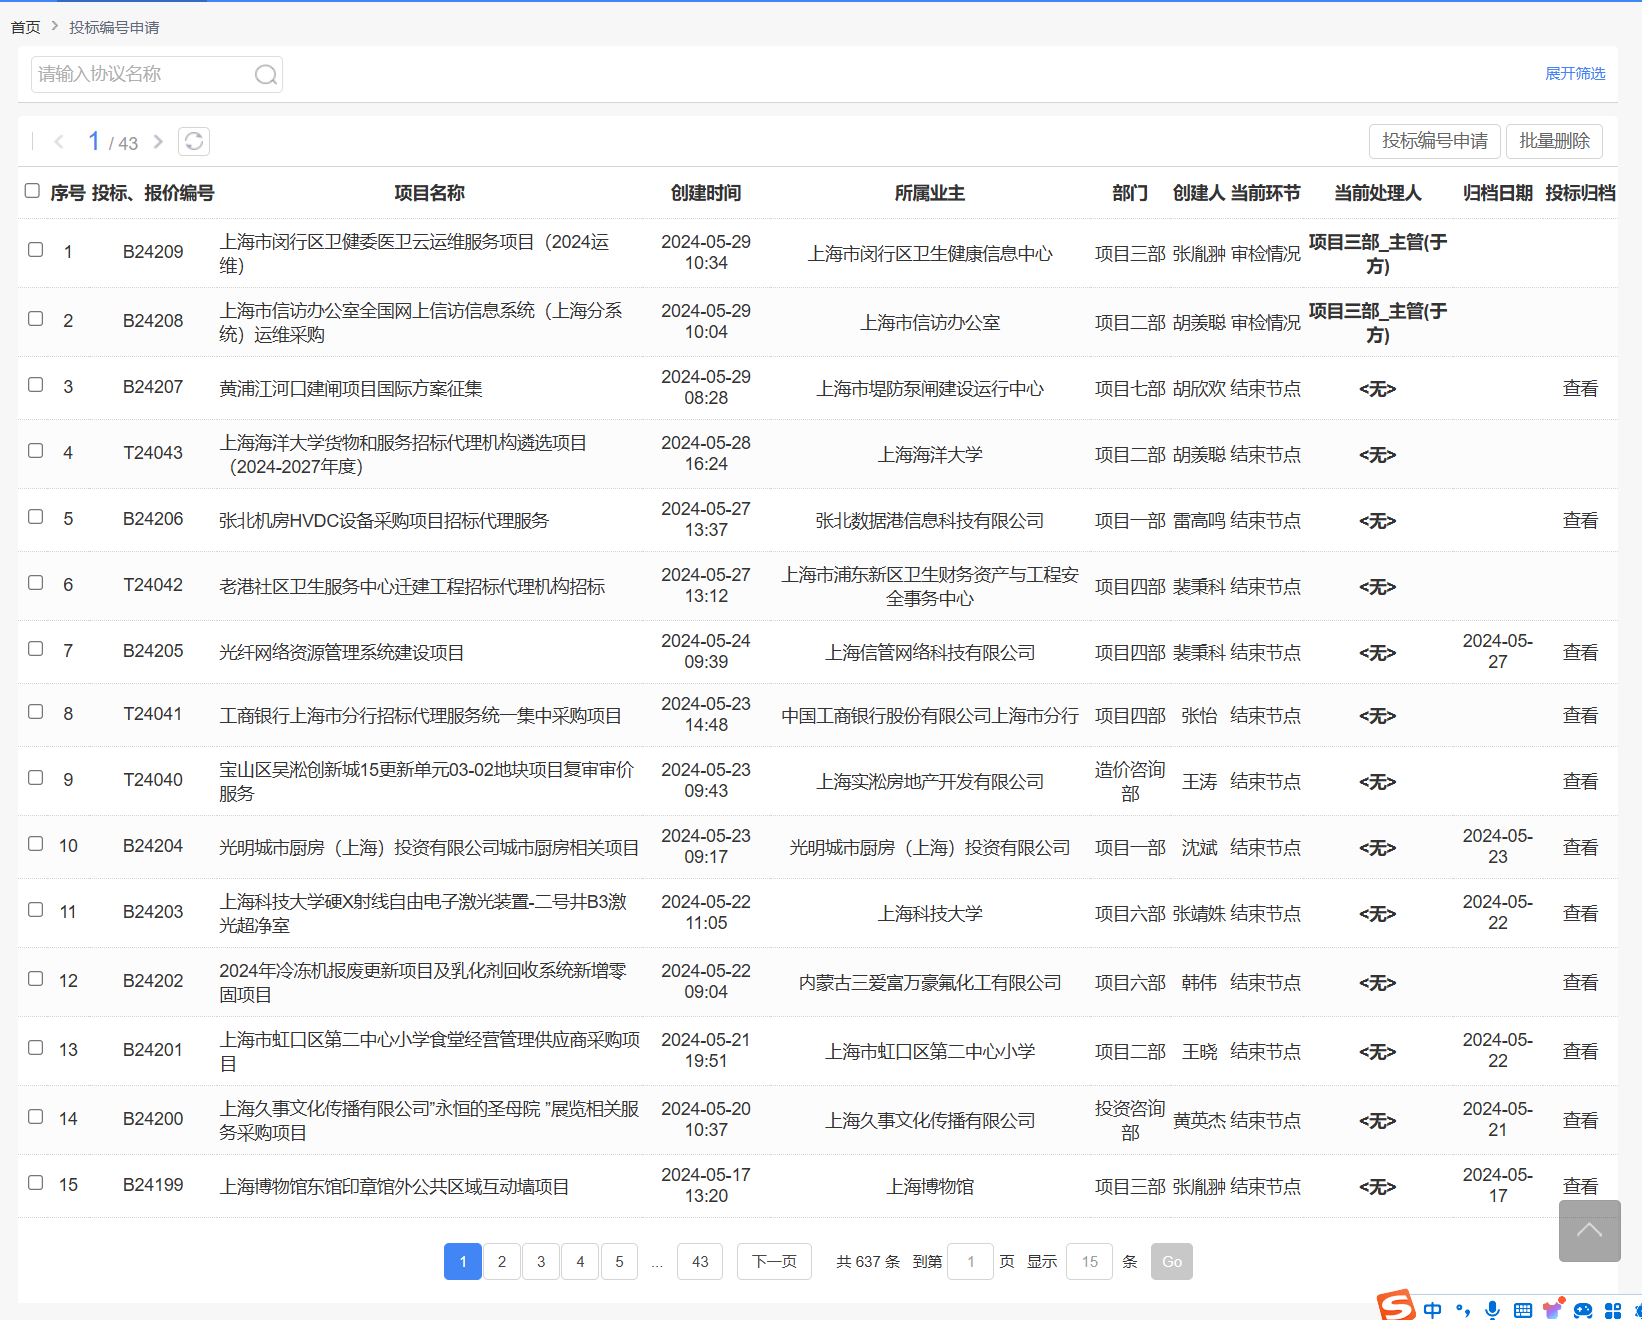 首页 > 投标编号申请
请输入协议名称
展开筛选
1 / 43
投标编号申请 批量删除
序号 投标、报价编号 项目名称 创建时间 所属业主 部门 创建人 当前环节 当前处理人 归档日期 投标归档
1 B24209 上海市闵行区卫健委医卫云运维服务项目（2024运 2024-05-29 上海市闵行区卫生健康信息中心 项目三部 张胤翀 审检情况 项目三部_主管(于
维） 10:34 方)
2 B24208 上海市信访办公室全国网上信访信息系统（上海分系 2024-05-29 上海市信访办公室 项目二部 胡羡聪 审检情况 项目三部_主管(于
统）运维采购 10:04 方)
3 B24207 黄浦江河口建闸项目国际方案征集 2024-05-29 上海市堤防泵闸建设运行中心 项目七部 胡欣欢 结束节点 <无> 查看
08:28
4 T24043 上海海洋大学货物和服务招标代理机构遴选项目 2024-05-28 上海海洋大学 项目二部 胡羡聪 结束节点 <无>
（2024-2027年度） 16:24
5 B24206 张北机房HVDC设备采购项目招标代理服务 2024-05-27 张北数据港信息科技有限公司 项目一部 雷高鸣 结束节点 <无> 查看
13:37
6 T24042 老港社区卫生服务中心迁建工程招标代理机构招标 2024-05-27 上海市浦东新区卫生财务资产与工程安 项目四部 裴秉科 结束节点 <无>
13:12 全事务中心
7 B24205 光纤网络资源管理系统建设项目 2024-05-24 上海信管网络科技有限公司 项目四部 裴秉科 结束节点 <无> 2024-05- 查看
09:39 27
8 T24041 工商银行上海市分行招标代理服务统一集中采购项目 2024-05-23 中国工商银行股份有限公司上海市分行 项目四部 张怡 结束节点 <无> 查看
14:48
9 T24040 宝山区吴淞创新城15更新单元03-02地块项目复审审价 2024-05-23 上海实淞房地产开发有限公司 造价咨询 王涛 结束节点 <无> 查看
服务 09:43 部
10 B24204 光明城市厨房（上海）投资有限公司城市厨房相关项目 2024-05-23 光明城市厨房（上海）投资有限公司 项目一部 沈斌 结束节点 <无> 2024-05- 查看
09:17 23
11 B24203 上海科技大学硬X射线自由电子激光装置-二号井B3激 2024-05-22 上海科技大学 项目六部 张靖姝 结束节点 <无> 2024-05- 查看
光超净室 11:05 22
12 B24202 2024年冷冻机报废更新项目及乳化剂回收系统新增零 2024-05-22 内蒙古三爱富万豪氟化工有限公司 项目六部 韩伟 结束节点 <无> 查看
固项目 09:04
13 B24201 上海市虹口区第二中心小学食堂经营管理供应商采购项 2024-05-21 上海市虹口区第二中心小学 项目二部 王晓 结束节点 <无> 2024-05- 查看
目 19:51 22
14 B24200 上海久事文化传播有限公司”永恒的圣母院 ”展览相关服 2024-05-20 上海久事文化传播有限公司 投资咨询 黄英杰 结束节点 <无> 2024-05- 查看
务采购项目 10:37 部 21
15 B24199 上海博物馆东馆印章馆外公共区域互动墙项目 2024-05-17 上海博物馆 项目三部 张胤翀 结束节点 <无> 2024-05- 查看
13:20 17
1 2 3 4 5 ... 43 下一页 共 637 条 到第 1 页 显示 15 条 Go
S 中